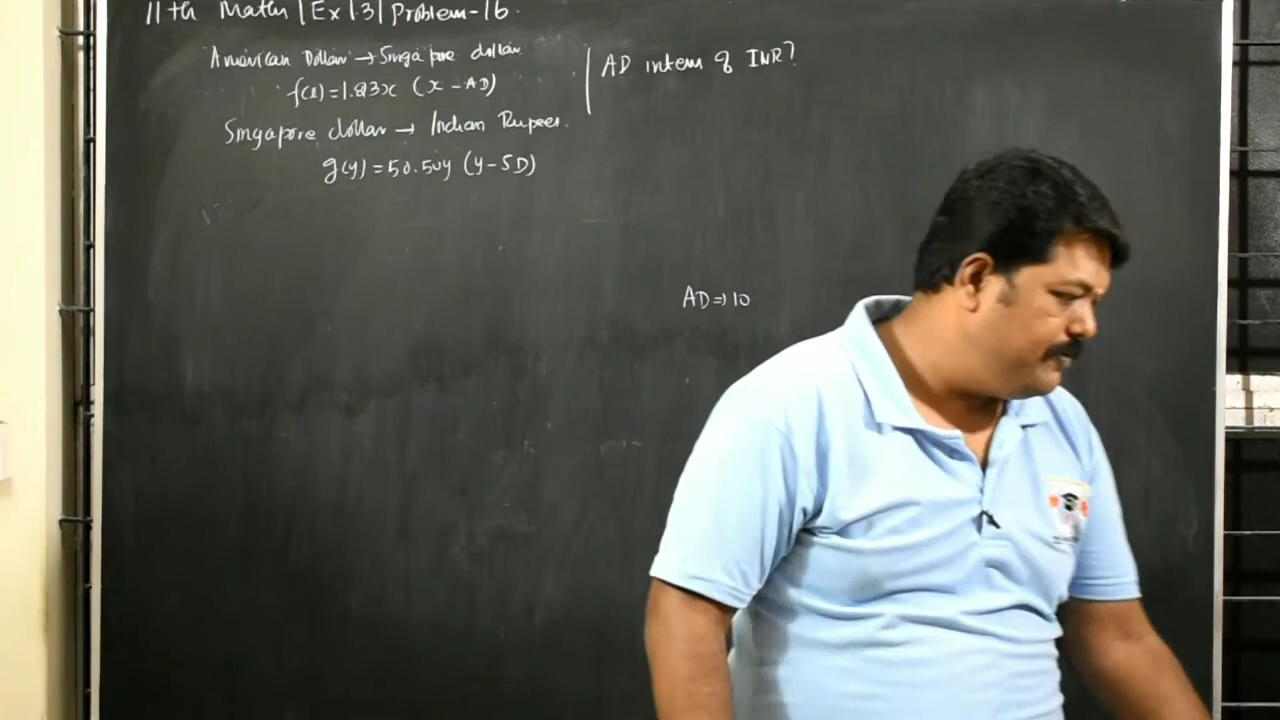 11th Maths | Ex 1.3 | Problem-16.
American Dollar → Singapore dollar
f(x) = 1.23x (x - AD)
Singapore dollar → Indian Rupees.
g(y) = 50.50y (y - SD)
AD interms of INR?
AD ⇒ 10